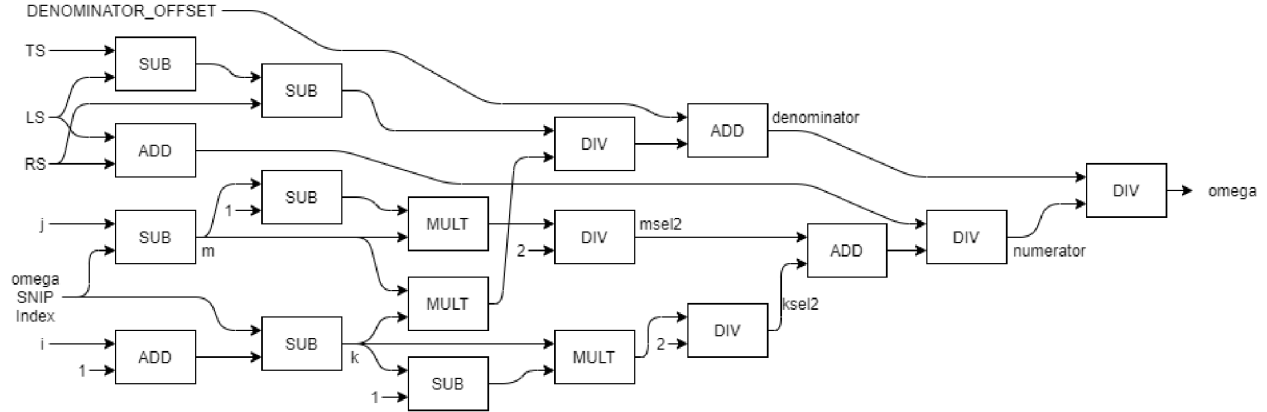 DENOMINATOR_OFFSET
TS
SUB
SUB
LS
RS
ADD
DIV
ADD
denominator
DIV
omega
j
SUB
m
1
SUB
MULT
2
DIV
msel2
ADD
DIV
numerator
omega
SNIP
Index
MULT
ksel2
i
1
ADD
SUB
k
1
SUB
MULT
2
DIV